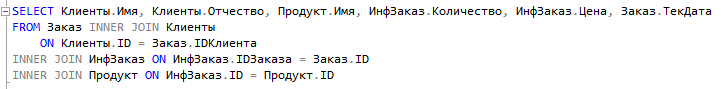 SELECT Клиенты.Имя, Клиенты.Отчество, Продукт.Имя, ИнфЗаказ.Количество, ИнфЗаказ.Цена, Заказ.ТекДата
FROM Заказ INNER JOIN Клиенты
ON Клиенты.ID = Заказ.IDКлиента
INNER JOIN ИнфЗаказ ON ИнфЗаказ.IDЗаказа = Заказ.ID
INNER JOIN Продукт ON ИнфЗаказ.ID = Продукт.ID